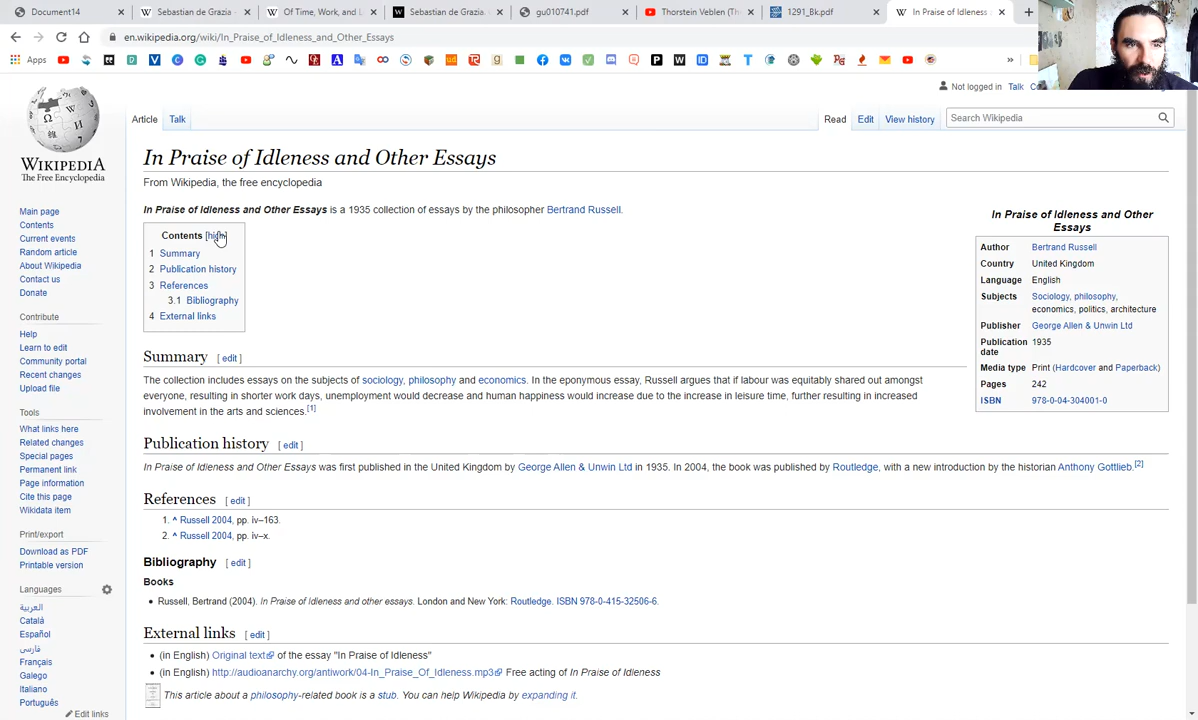 Document14
Sebastian de Grazia - Wikipedia
Of Time, Work, and L
Sebastian de Grazia.
gu010741.pdf
Thorstein Veblen (Th
1291_Bk.pdf
In Praise of Idleness
en.wikipedia.org/wiki/In_Praise_of_Idleness_and_Other_Essays
Apps
Not logged in Talk
Article Talk
Read Edit View history
Search Wikipedia
WIKIPEDIA
The Free Encyclopedia
Main page
Contents
Current events
Random article
About Wikipedia
Contact us
Donate
Contribute
Help
Learn to edit
Community portal
Recent changes
Upload file
Tools
What links here
Related changes
Special pages
Permanent link
Page information
Cite this page
Wikidata item
Print/export
Download as PDF
Printable version
Languages
العربية
Català
Español
فارسی
Français
Galego
Italiano
Português
Edit links
In Praise of Idleness and Other Essays
From Wikipedia, the free encyclopedia
In Praise of Idleness and Other Essays is a 1935 collection of essays by the philosopher Bertrand Russell.
Contents
1 Summary
2 Publication history
3 References
3.1 Bibliography
4 External links
In Praise of Idleness and Other
Essays
Author Bertrand Russell
Country United Kingdom
Language English
Subjects Sociology, philosophy,
economics, politics, architecture
Publisher George Allen & Unwin Ltd
Publication 1935
date
Media type Print (Hardcover and Paperback)
Pages 242
ISBN 978-0-04-304001-0
Summary [ edit ]
The collection includes essays on the subjects of sociology, philosophy and economics. In the eponymous essay, Russell argues that if labour was equitably shared out amongst
everyone, resulting in shorter work days, unemployment would decrease and human happiness would increase due to the increase in leisure time, further resulting in increased
involvement in the arts and sciences.[1]
Publication history [ edit ]
In Praise of Idleness and Other Essays was first published in the United Kingdom by George Allen & Unwin Ltd in 1935. In 2004, the book was published by Routledge, with a new introduction by the historian Anthony Gottlieb.[2]
References [ edit ]
1. ^ Russell 2004, pp. iv–163.
2. ^ Russell 2004, pp. iv–x.
Bibliography [ edit ]
Books
• Russell, Bertrand (2004). In Praise of Idleness and other essays. London and New York: Routledge. ISBN 978-0-415-32506-6.
External links [ edit ]
• (in English) Original text of the essay "In Praise of Idleness"
• (in English) http://audioanarchy.org/antiwork/04-In_Praise_Of_Idleness.mp3 Free acting of In Praise of Idleness
This article about a philosophy-related book is a stub. You can help Wikipedia by expanding it.